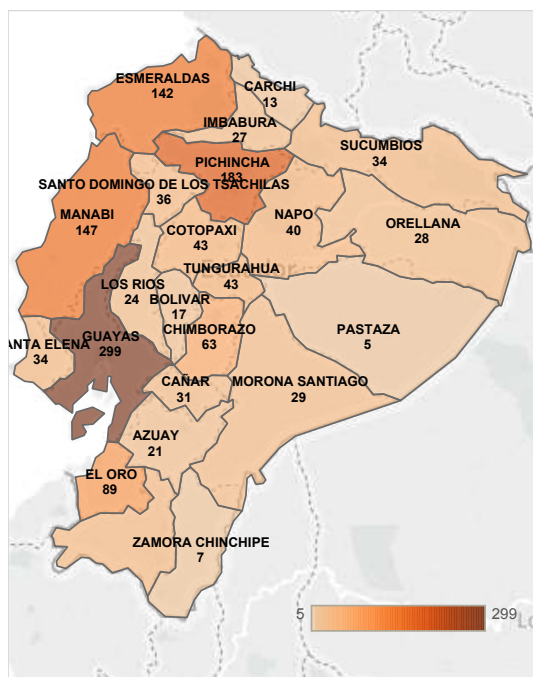 ESMERALDAS
142
CARCHI
13
IMBABURA
27
SUCUMBIOS
34
PICHINCHA
183
SANTO DOMINGO DE LOS TSACHILAS
36
MANABI
147
NAPO
40
ORELLANA
28
COTOPAXI
43
TUNGURAHUA
43
LOS RIOS
24
BOLIVAR
17
CHIMBORAZO
63
PASTAZA
5
ANTA ELENA
34
GUAYAS
299
CAÑAR
31
MORONA SANTIAGO
29
AZUAY
21
EL ORO
89
ZAMORA CHINCHIPE
7
5
299